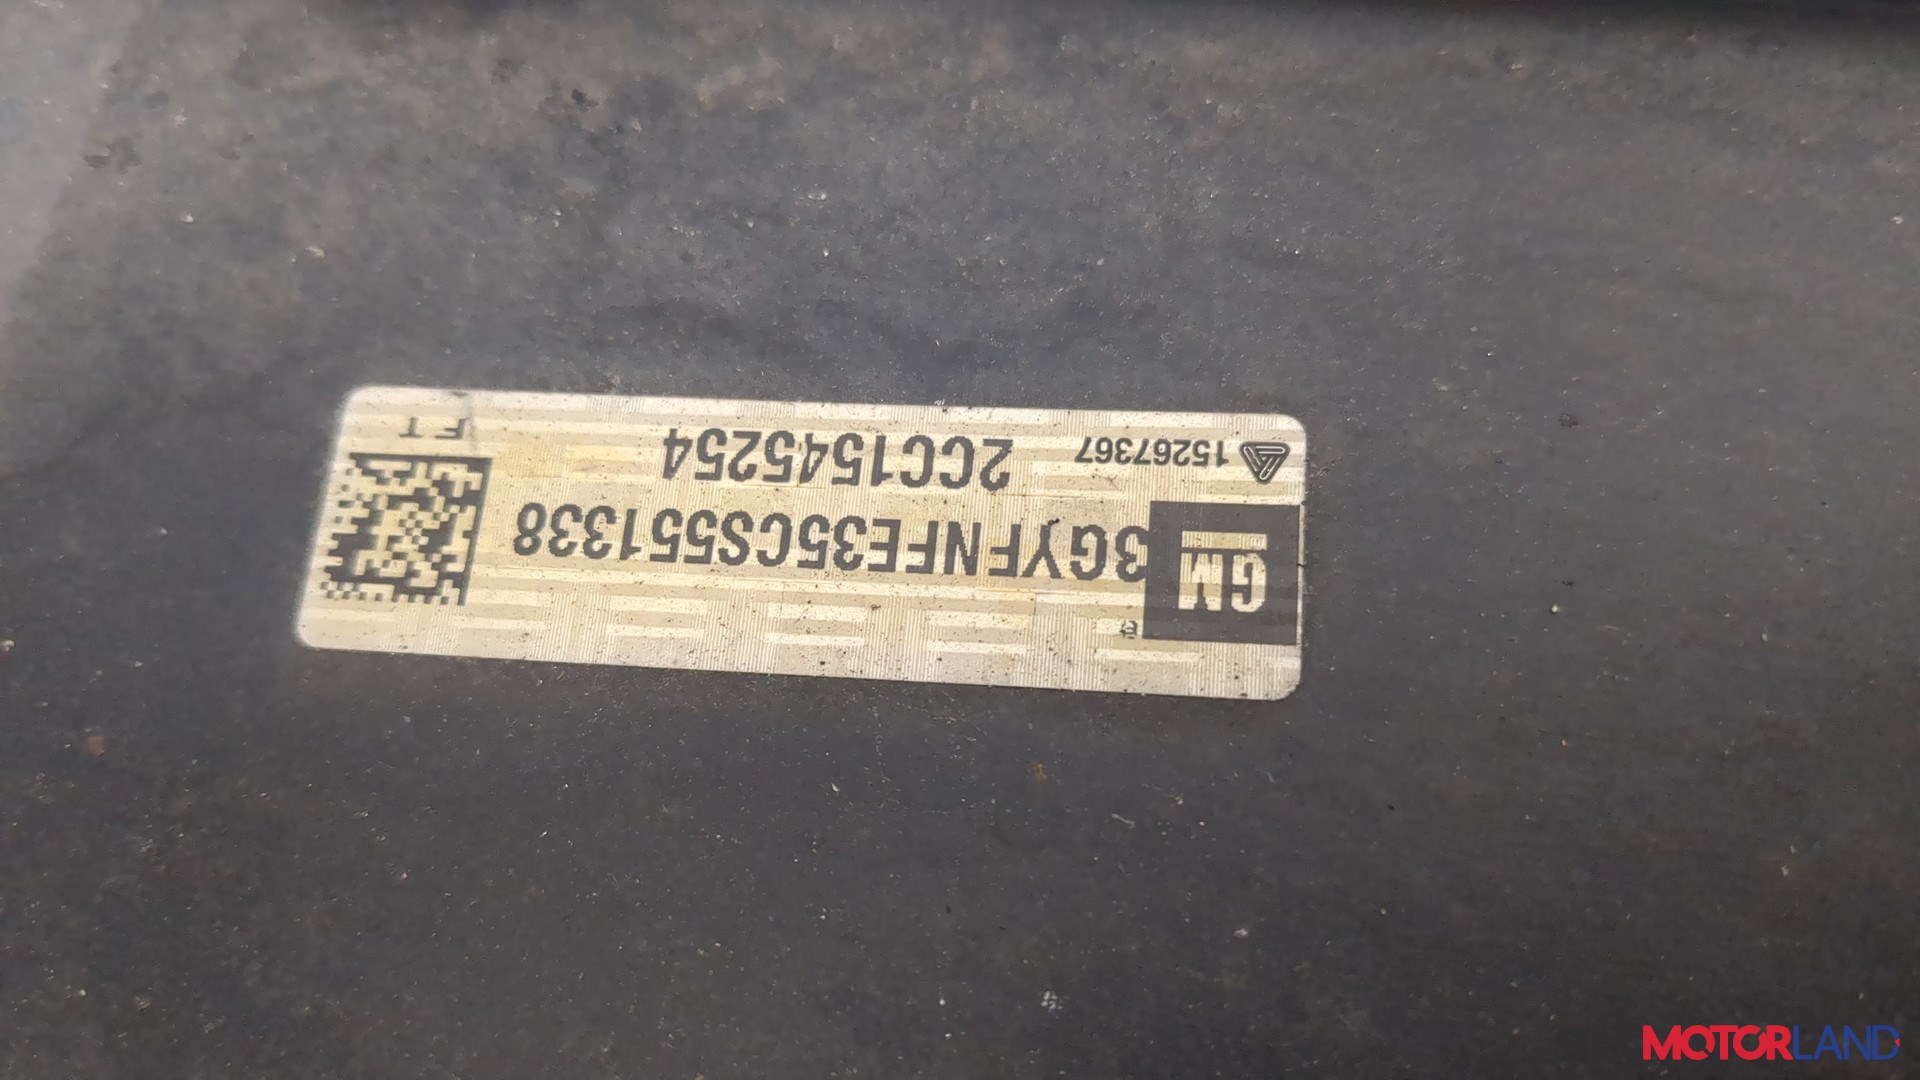 GM
3GYFNFE35CS551338
15267367
2CC1545254
FT
MOTORLAND